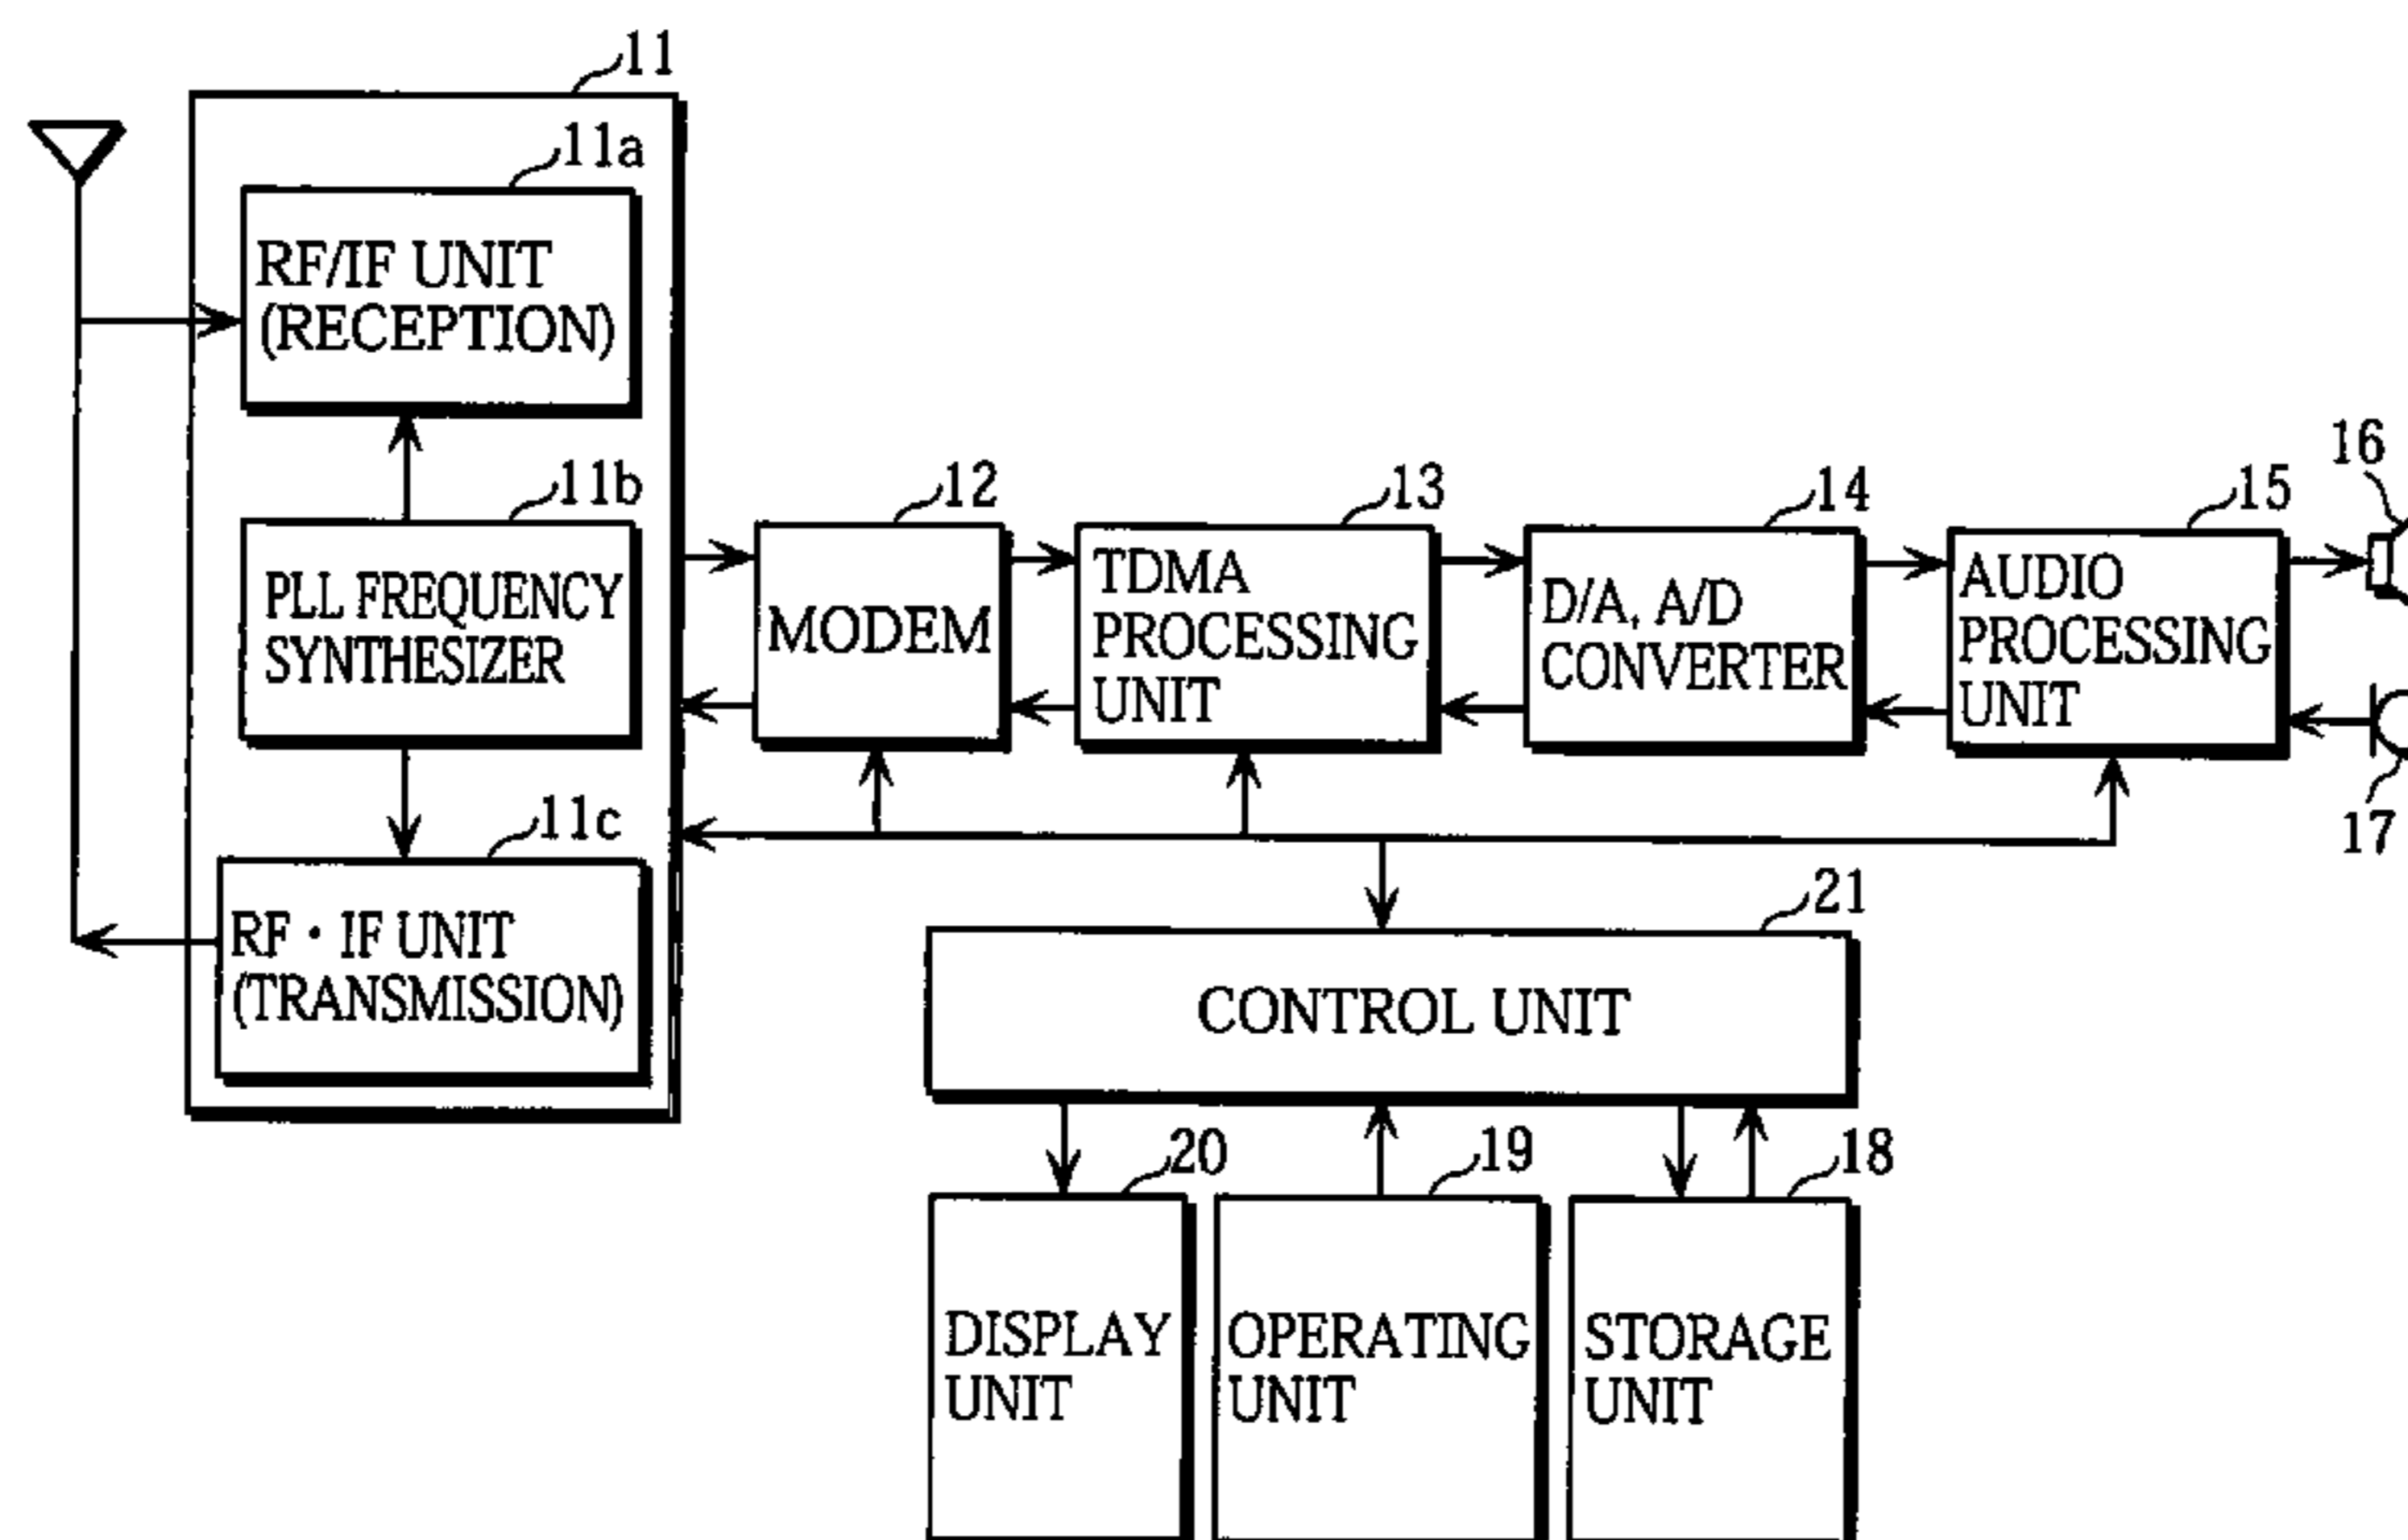 11
11a
RF/IF UNIT
(RECEPTION)
11b
PLL FREQUENCY
SYNTHESIZER
11c
RF・IF UNIT
(TRANSMISSION)
12
MODEM
13
TDMA
PROCESSING
UNIT
14
D/A, A/D
CONVERTER
15
AUDIO
PROCESSING
UNIT
16
17
21
CONTROL UNIT
20
DISPLAY
UNIT
19
OPERATING
UNIT
18
STORAGE
UNIT